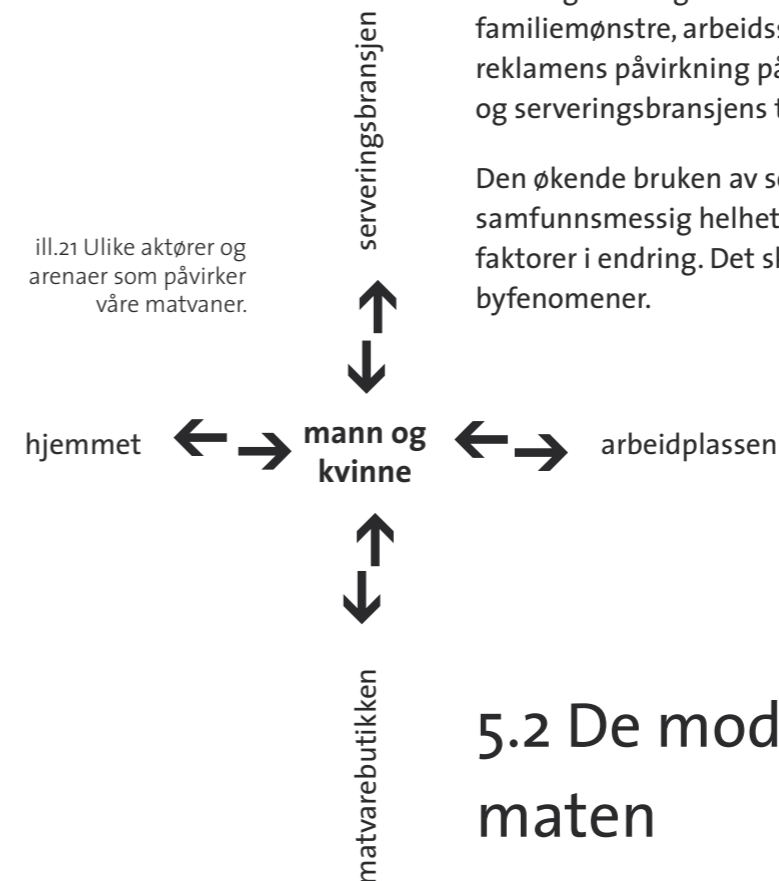 familiemønstre, arbeidss
reklamens påvirkning på
og serveringsbransjens t
Den økende bruken av s
samfunnsmessig helhet
faktorer i endring. Det sl
byfenomener.
serveringsbransjen
ill.21 Ulike aktører og
arenaer som påvirker
våre matvaner.
hjemmet
mann og
kvinne
arbeidplassen
matvarebutikken
5.2 De mod
maten